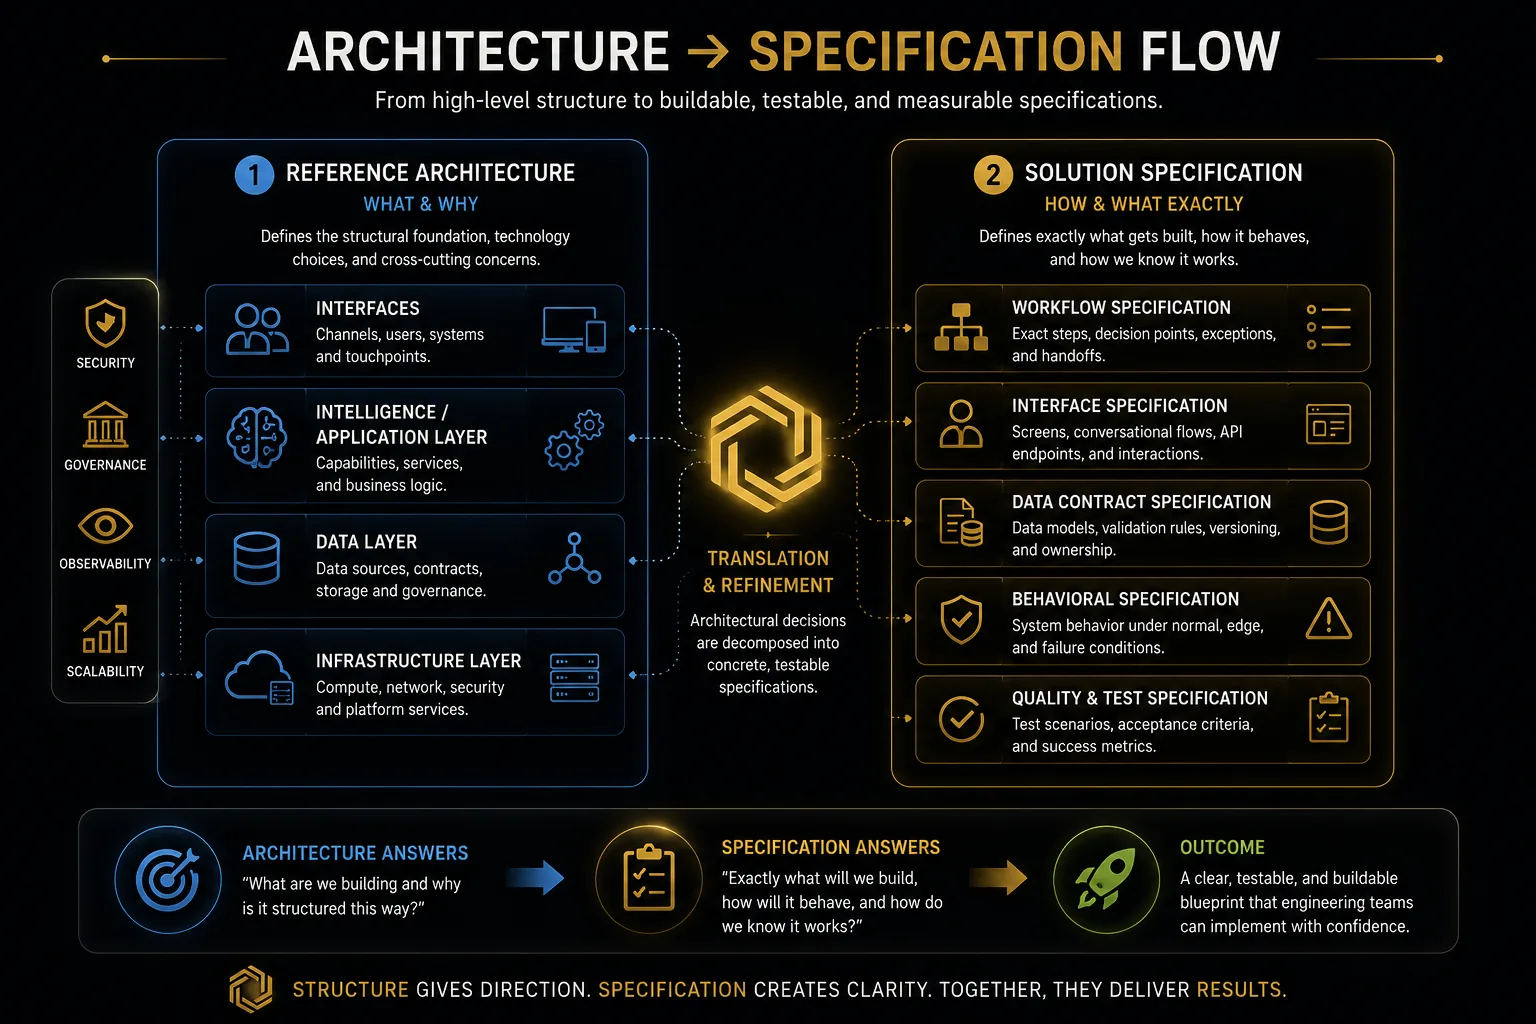 ARCHITECTURE → SPECIFICATION FLOW
From high-level structure to buildable, testable, and measurable specifications.
SECURITY
GOVERNANCE
OBSERVABILITY
SCALABILITY
1 REFERENCE ARCHITECTURE
WHAT & WHY
Defines the structural foundation, technology
choices, and cross-cutting concerns.
INTERFACES
Channels, users, systems
and touchpoints.
INTELLIGENCE /
APPLICATION LAYER
Capabilities, services,
and business logic.
DATA LAYER
Data sources, contracts,
storage and governance.
INFRASTRUCTURE LAYER
Compute, network, security
and platform services.
TRANSLATION
& REFINEMENT
Architectural decisions
are decomposed into
concrete, testable
specifications.
2 SOLUTION SPECIFICATION
HOW & WHAT EXACTLY
Defines exactly what gets built, how it behaves,
and how we know it works.
WORKFLOW SPECIFICATION
Exact steps, decision points, exceptions,
and handoffs.
INTERFACE SPECIFICATION
Screens, conversational flows, API
endpoints, and interactions.
DATA CONTRACT SPECIFICATION
Data models, validation rules, versioning,
and ownership.
BEHAVIORAL SPECIFICATION
System behavior under normal, edge,
and failure conditions.
QUALITY & TEST SPECIFICATION
Test scenarios, acceptance criteria,
and success metrics.
ARCHITECTURE ANSWERS
"What are we building and why
is it structured this way?"
SPECIFICATION ANSWERS
"Exactly what will we build,
how will it behave, and how do
we know it works?"
OUTCOME
A clear, testable, and buildable
blueprint that engineering teams
can implement with confidence.
STRUCTURE GIVES DIRECTION. SPECIFICATION CREATES CLARITY. TOGETHER, THEY DELIVER RESULTS.